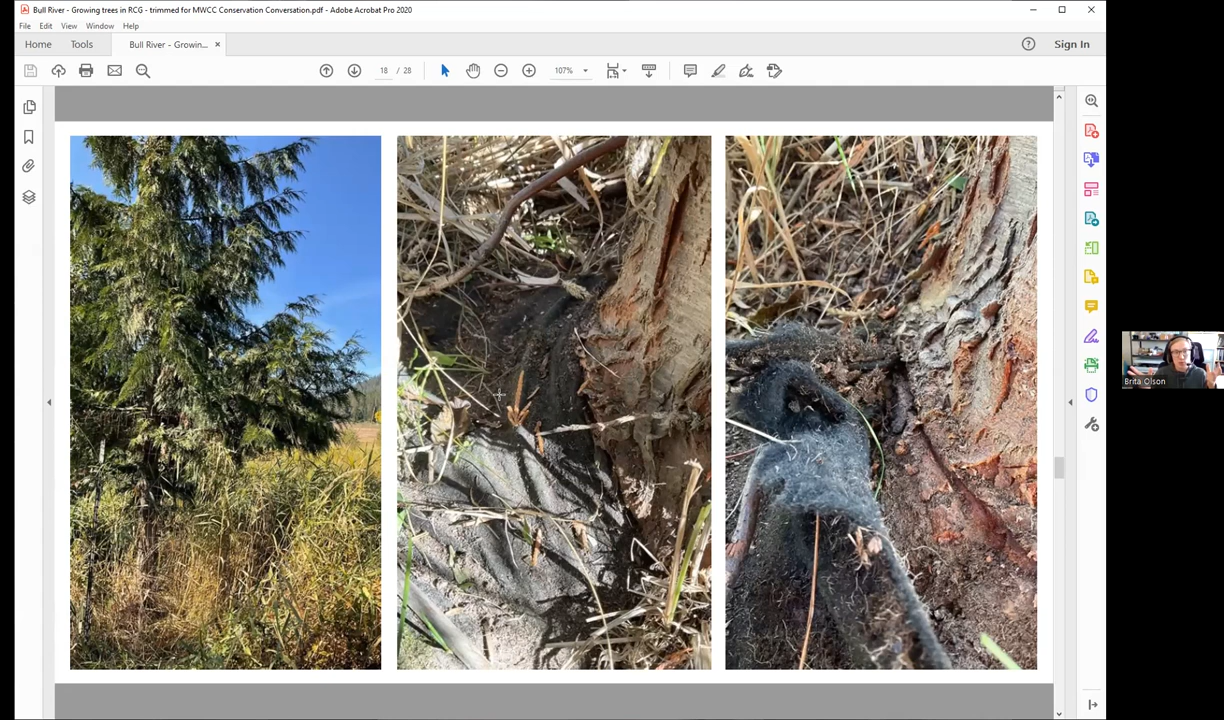 Bull River - Growing trees in RCG - trimmed for MWCC Conservation Conversation.pdf - Adobe Acrobat Pro 2020
File Edit View Window Help
Home Tools Bull River - Growin... ×
Sign In
18 / 28 107%
Brita Olson